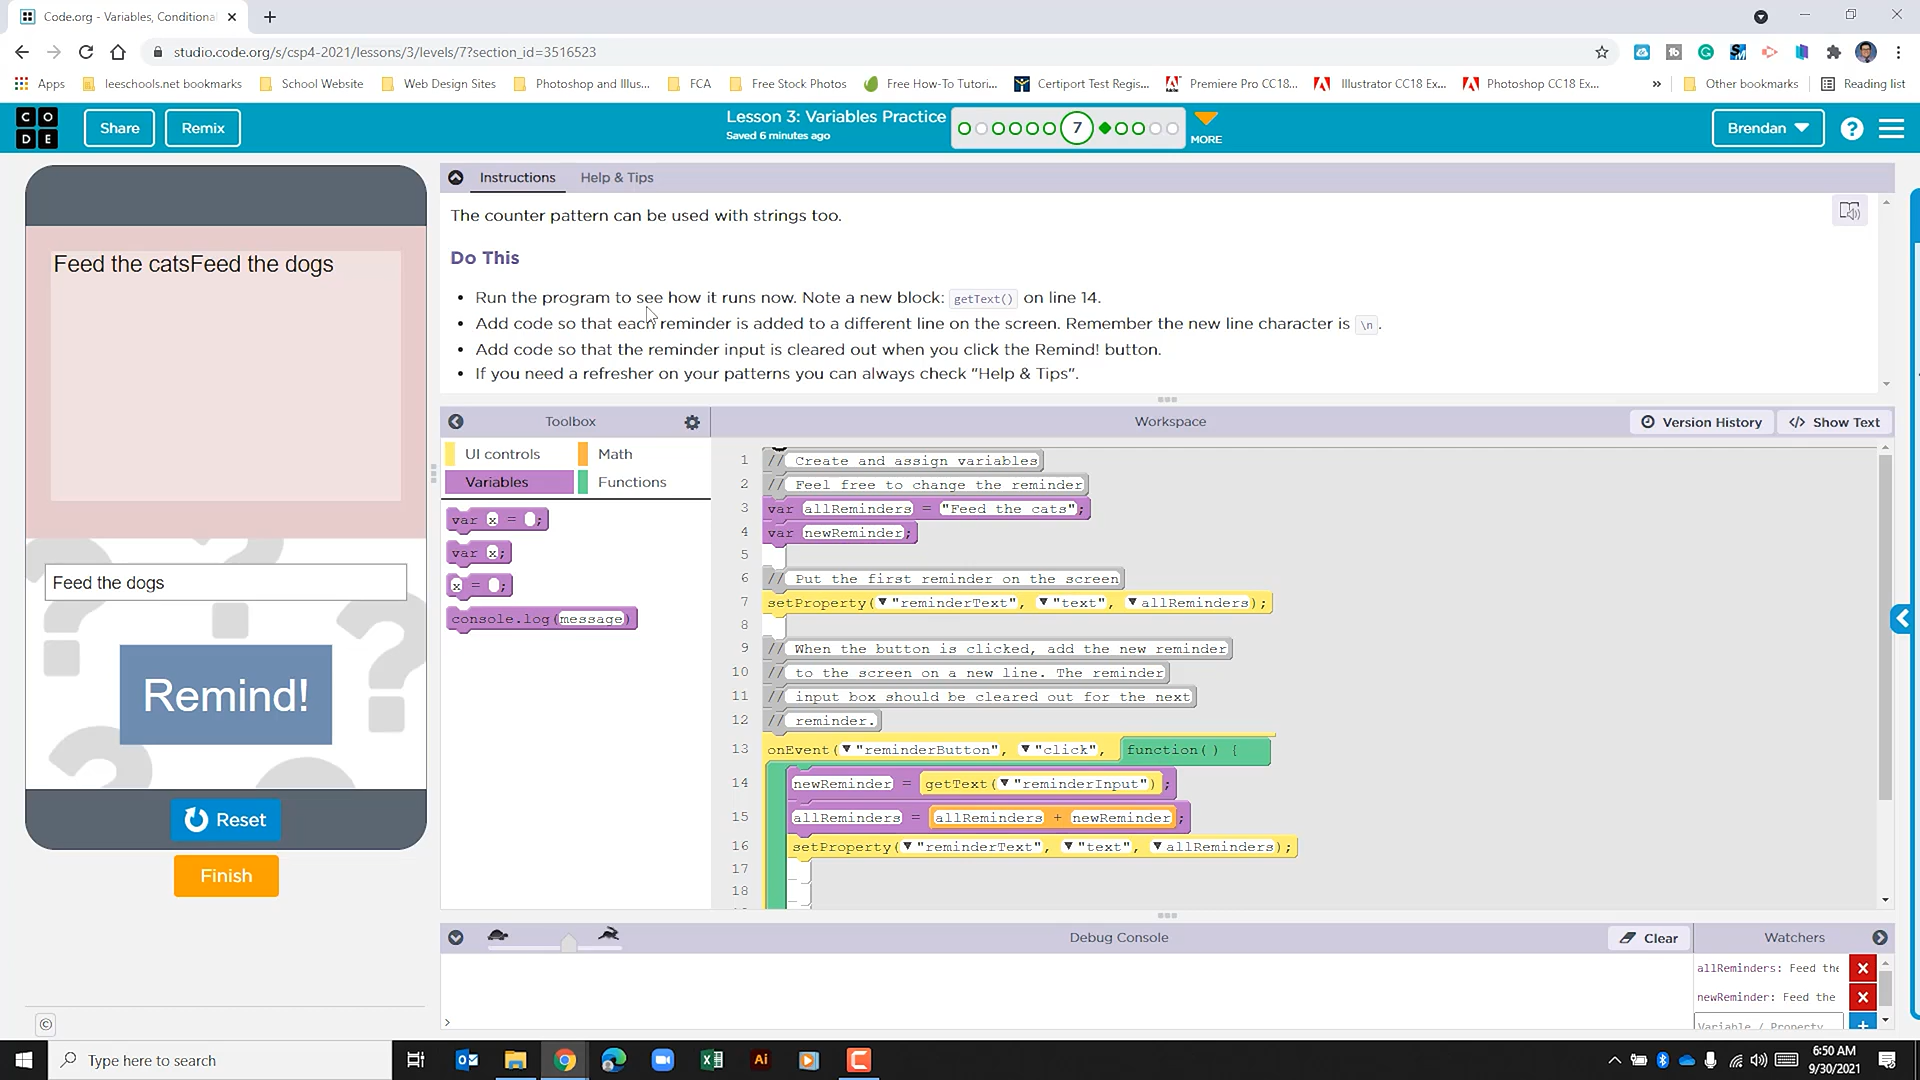 Code.org - Variables, Conditiona
studio.code.org/s/csp4-2021/lessons/3/levels/7?section_id=3516523
Apps leeschools.net bookmarks School Website Web Design Sites Photoshop and Illus... FCA Free Stock Photos Free How-To Tutori... Certiport Test Regis... Premiere Pro CC18... Illustrator CC18 Ex... Photoshop CC18 Ex... » Other bookmarks Reading list
CODE Share Remix Lesson 3: Variables Practice 7 MORE Brendan ?
Saved 6 minutes ago
Instructions Help & Tips
The counter pattern can be used with strings too.
Do This
• Run the program to see how it runs now. Note a new block: getText() on line 14.
• Add code so that each reminder is added to a different line on the screen. Remember the new line character is \n.
• Add code so that the reminder input is cleared out when you click the Remind! button.
• If you need a refresher on your patterns you can always check "Help & Tips".
Feed the catsFeed the dogs
Feed the dogs
Remind!
Reset
Finish
Toolbox
UI controls Math
Variables Functions
var x = ;
var x;
x = ;
console.log(message)
Workspace Version History </> Show Text
1 // Create and assign variables
2 // Feel free to change the reminder
3 var allReminders = "Feed the cats";
4 var newReminder;
5
6 // Put the first reminder on the screen
7 setProperty(▼"reminderText", ▼"text", ▼allReminders);
8
9 // When the button is clicked, add the new reminder
10 // to the screen on a new line. The reminder
11 // input box should be cleared out for the next
12 // reminder.
13 onEvent(▼"reminderButton", ▼"click", function( ) {
14 newReminder = getText(▼"reminderInput");
15 allReminders = allReminders + newReminder;
16 setProperty(▼"reminderText", ▼"text", ▼allReminders);
17
18
Debug Console Clear Watchers
allReminders: Feed the
newReminder: Feed the
Variable / Property
>
©
Type here to search
6:50 AM
9/30/2021